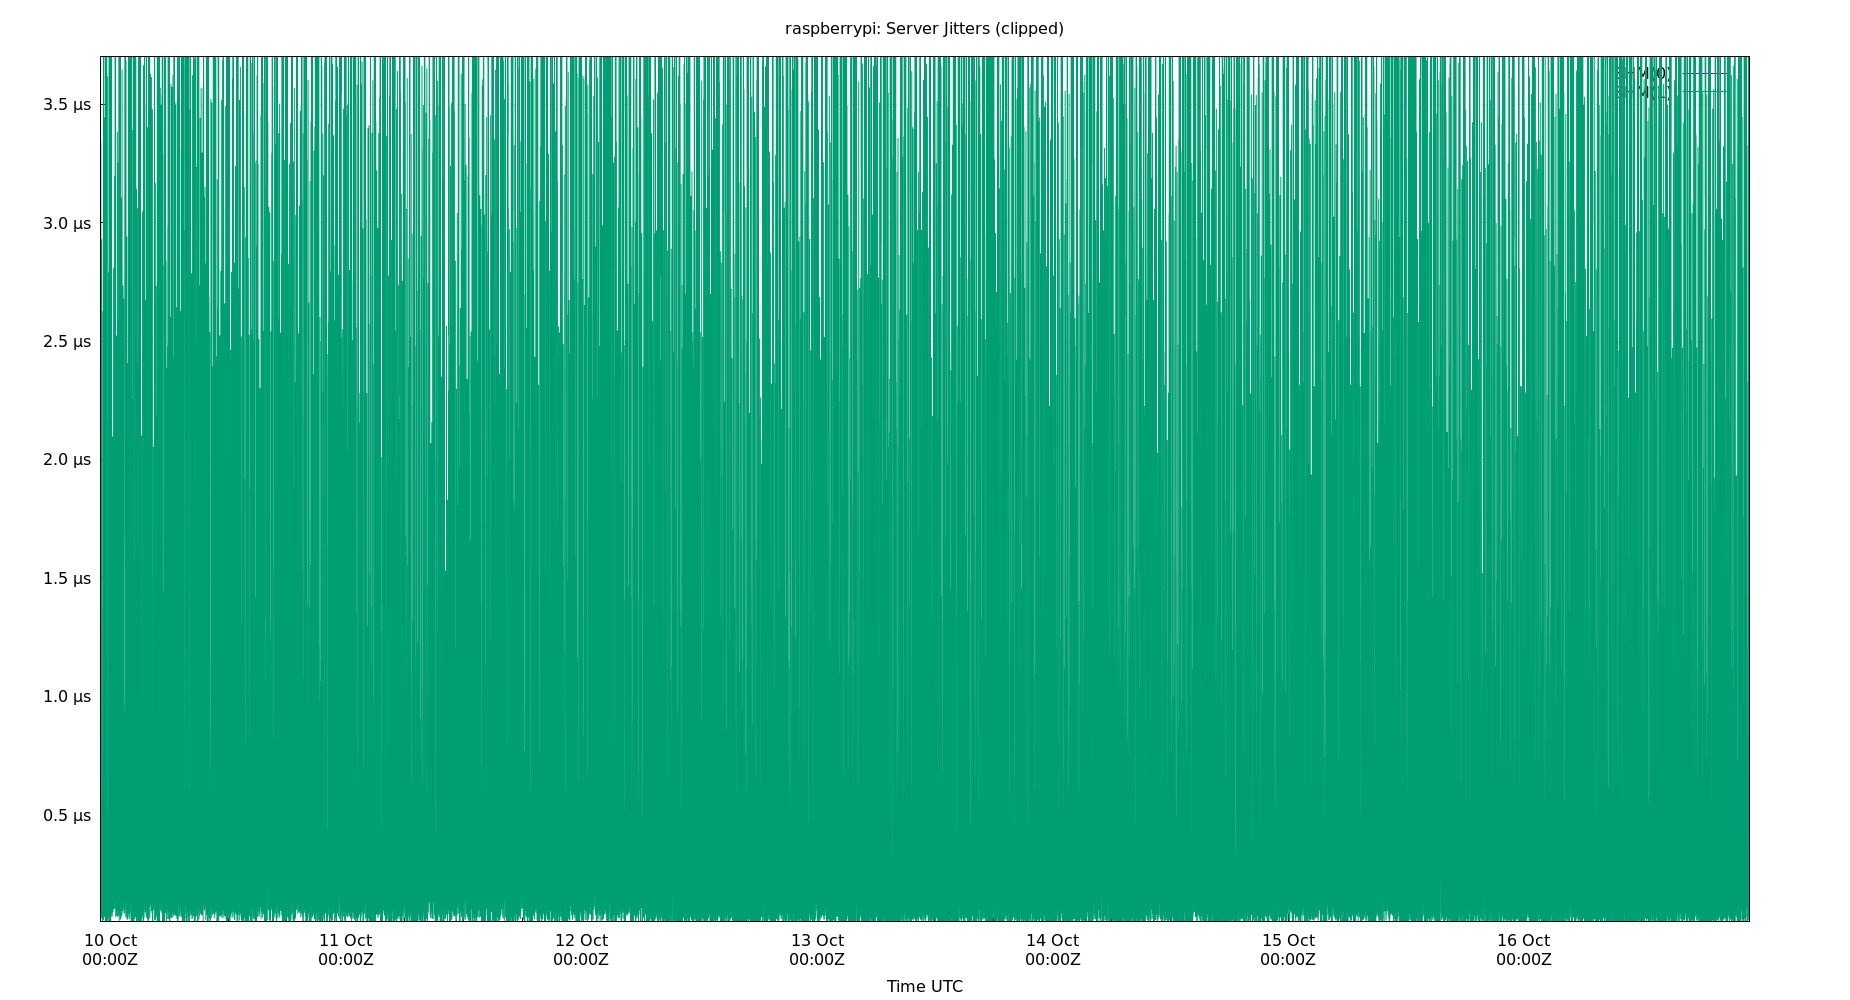 raspberrypi: Server Jitters (clipped)
3.5 μs
3.0 μs
2.5 μs
2.0 μs
1.5 μs
1.0 μs
0.5 μs
10 Oct
00:00Z
11 Oct
00:00Z
12 Oct
00:00Z
13 Oct
00:00Z
14 Oct
00:00Z
15 Oct
00:00Z
16 Oct
00:00Z
Time UTC